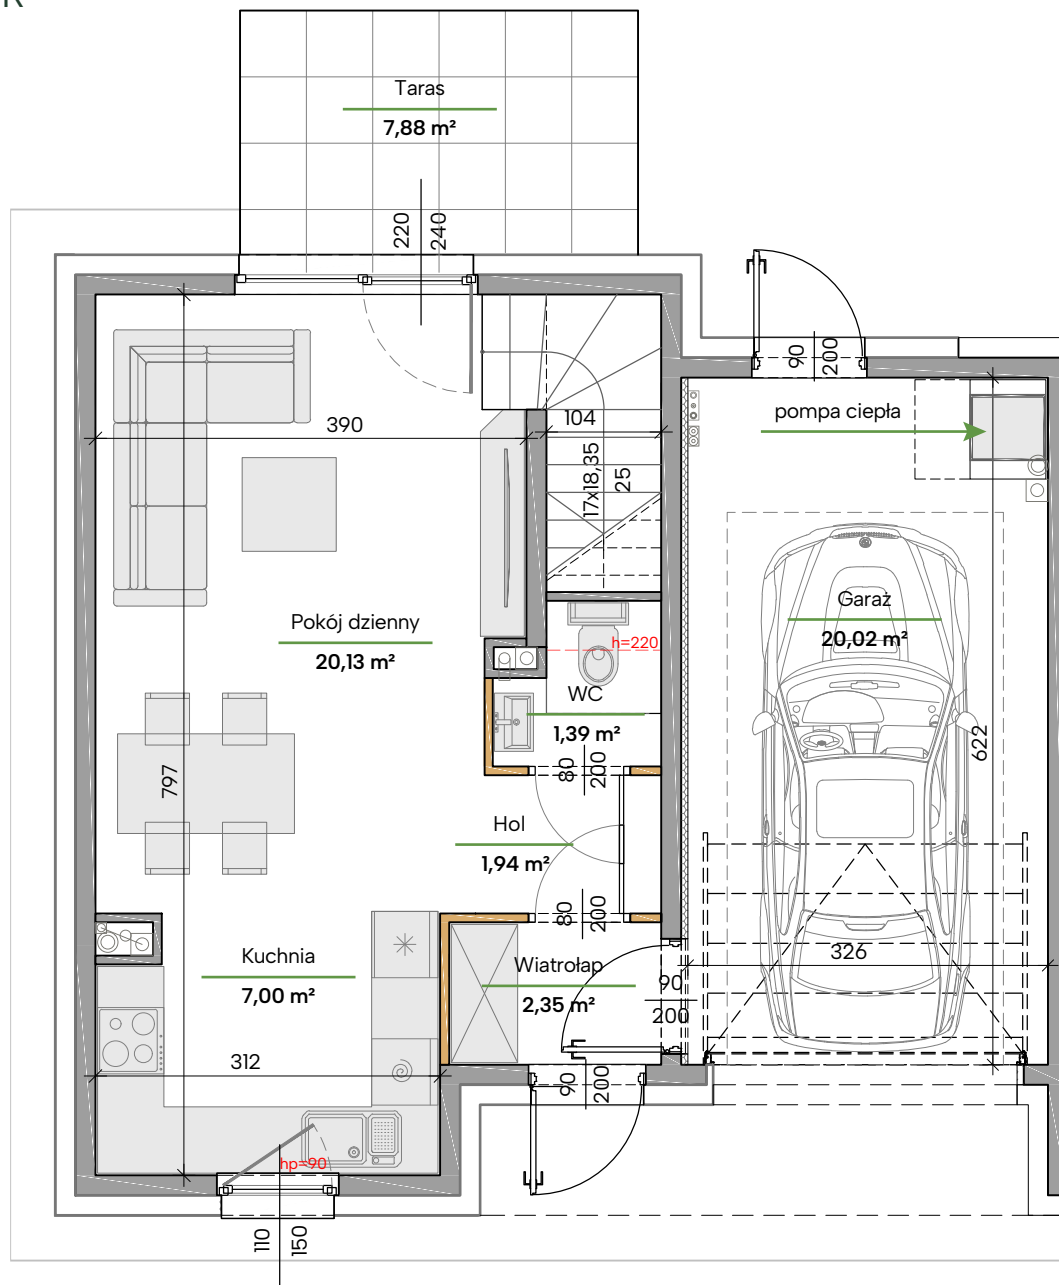 R
Taras
7,88 m²
220
240
90
200
pompa ciepła
390
104
17x18,35
25
Garaż
20,02 m²
Pokój dzienny
20,13 m²
h=220
WC
1,39 m²
622
80
200
797
Hol
1,94 m²
80
200
326
Kuchnia
7,00 m²
Wiatrołap
2,35 m²
90
200
312
90
200
hp=90
110
150